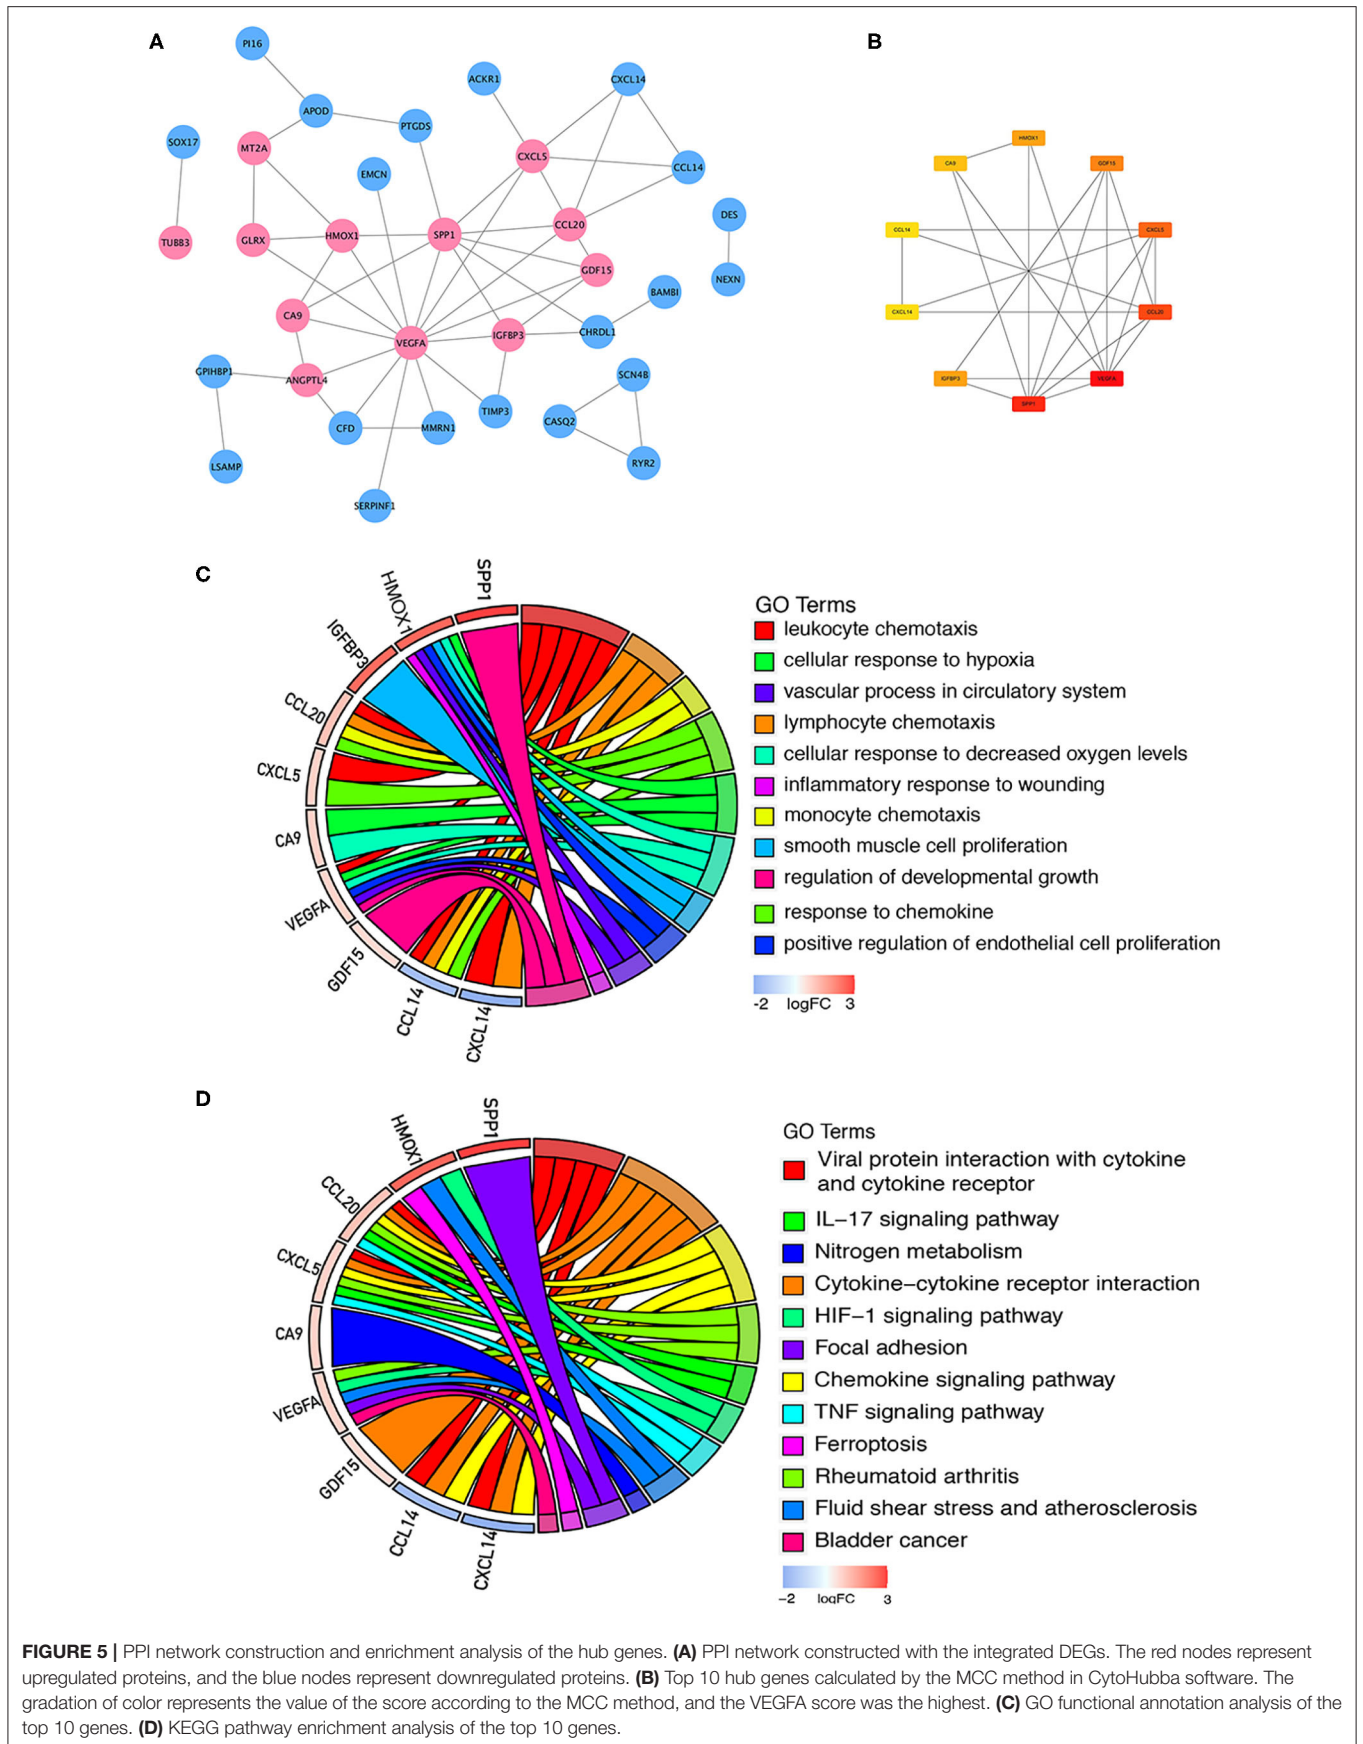 A
PI16
APOD
PTGDS
ACKR1
CXCL14
SOX17
MT2A
CXCL5
CCL14
EMCN
TUBB3
GLRX
HMOX1
SPP1
CCL20
GDF15
DES
NEXN
BAMBI
CA9
VEGFA
IGFBP3
CHRDL1
GPIHBP1
ANGPTL4
SCN4B
TIMP3
CASQ2
CFD
MMRN1
RYR2
LSAMP
SERPINF1
B
HMOX1
CA9
GDF15
CCL14
CXCL5
CXCL14
CCL20
IGFBP3
VEGFA
SPP1
C
SPP1
HMOX1
IGFBP3
CCL20
CXCL5
CA9
VEGFA
GDF15
CCL14
CXCL14
GO Terms
leukocyte chemotaxis
cellular response to hypoxia
vascular process in circulatory system
lymphocyte chemotaxis
cellular response to decreased oxygen levels
inflammatory response to wounding
monocyte chemotaxis
smooth muscle cell proliferation
regulation of developmental growth
response to chemokine
positive regulation of endothelial cell proliferation
-2 logFC 3
D
SPP1
HMOX1
CCL20
CXCL5
CA9
VEGFA
GDF15
CCL14
CXCL14
GO Terms
Viral protein interaction with cytokine
and cytokine receptor
IL−17 signaling pathway
Nitrogen metabolism
Cytokine−cytokine receptor interaction
HIF−1 signaling pathway
Focal adhesion
Chemokine signaling pathway
TNF signaling pathway
Ferroptosis
Rheumatoid arthritis
Fluid shear stress and atherosclerosis
Bladder cancer
−2 logFC 3
FIGURE 5 | PPI network construction and enrichment analysis of the hub genes. (A) PPI network constructed with the integrated DEGs. The red nodes represent
upregulated proteins, and the blue nodes represent downregulated proteins. (B) Top 10 hub genes calculated by the MCC method in CytoHubba software. The
gradation of color represents the value of the score according to the MCC method, and the VEGFA score was the highest. (C) GO functional annotation analysis of the
top 10 genes. (D) KEGG pathway enrichment analysis of the top 10 genes.